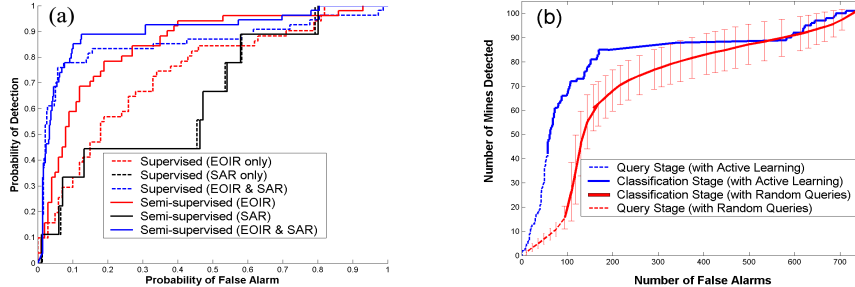 (a)
1
0.9
0.8
0.7
0.6
0.5
0.4
0.3
0.2
0.1
0
Probability of Detection
Supervised (EOIR only)
Supervised (SAR only)
Supervised (EOIR & SAR)
Semi-supervised (EOIR)
Semi-supervised (SAR)
Semi-supervised (EOIR & SAR)
0 0.1 0.2 0.3 0.4 0.5 0.6 0.7 0.8 0.9 1
Probability of False Alarm
(b)
100
90
80
70
60
50
40
30
20
10
0
Number of Mines Detected
Query Stage (with Active Learning)
Classification Stage (with Active Learning)
Classification Stage (with Random Queries)
Query Stage (with Random Queries)
0 100 200 300 400 500 600 700
Number of False Alarms